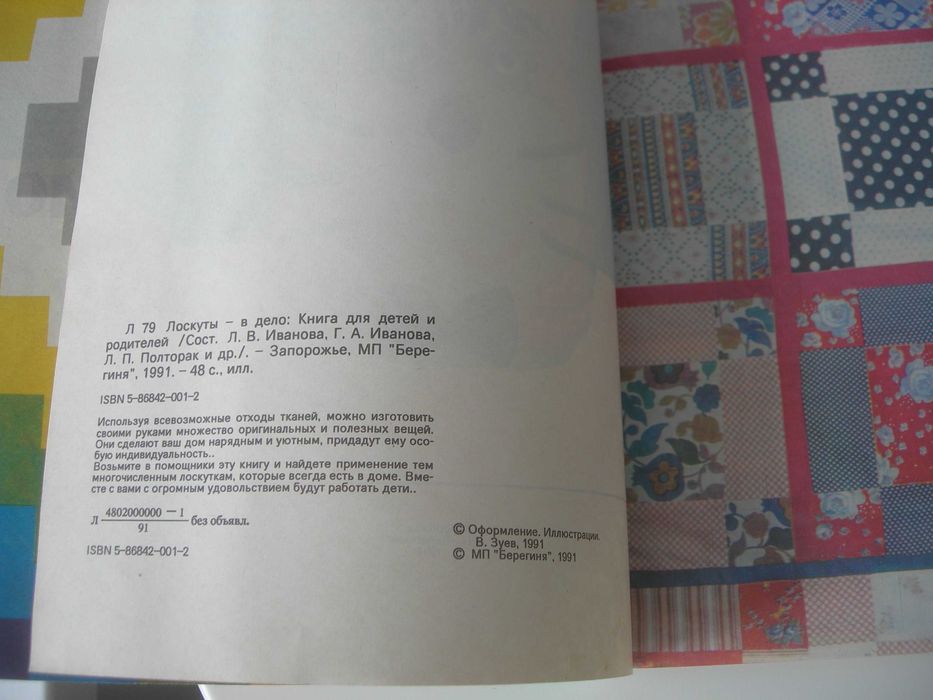 Л 79 Лоскуты – в дело: Книга для детей и
родителей /Сост. Л. В. Иванова, Г. А. Иванова,
Л. П. Полторак и др./. – Запорожье, МП "Бере-
гиня", 1991. – 48 с., илл.
ISBN 5-86842-001-2
Используя всевозможные отходы тканей, можно изготовить
своими руками множество оригинальных и полезных вещей.
Они сделают ваш дом нарядным и уютным, придадут ему осо-
бую индивидуальность..
Возьмите в помощники эту книгу и найдете применение тем
многочисленным лоскуткам, которые всегда есть в доме. Вме-
сте с вами с огромным удовольствием будут работать дети..
Л 4802000000 – 1 без объявл.
91
ISBN 5-86842-001-2
© Оформление. Иллюстрации.
В. Зуев, 1991
© МП "Берегиня", 1991